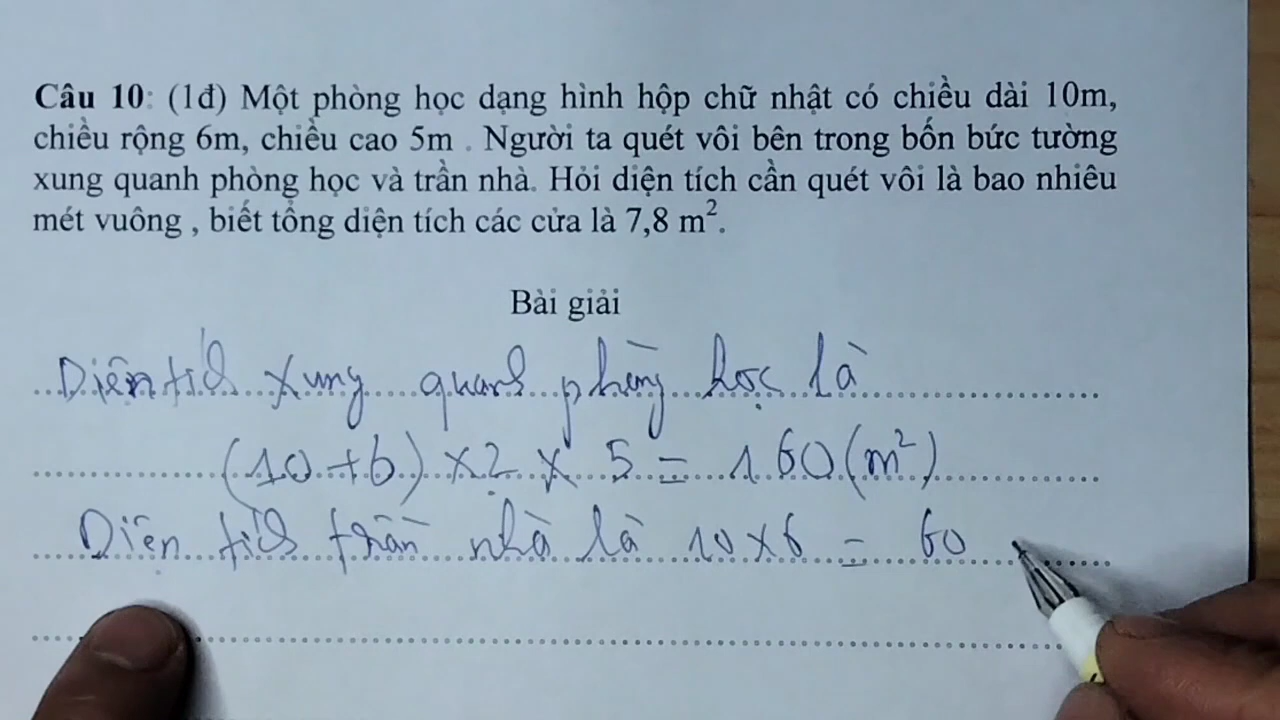 Câu 10: (1đ) Một phòng học dạng hình hộp chữ nhật có chiều dài 10m,
chiều rộng 6m, chiều cao 5m . Người ta quét vôi bên trong bốn bức tường
xung quanh phòng học và trần nhà. Hỏi diện tích cần quét vôi là bao nhiêu
mét vuông , biết tổng diện tích các cửa là 7,8 m².
Bài giải
Diện tích xung quanh phòng học là
(10 + 6) x 2 x 5 = 160 (m²)
Diện tích trần nhà là 10 x 6 = 60